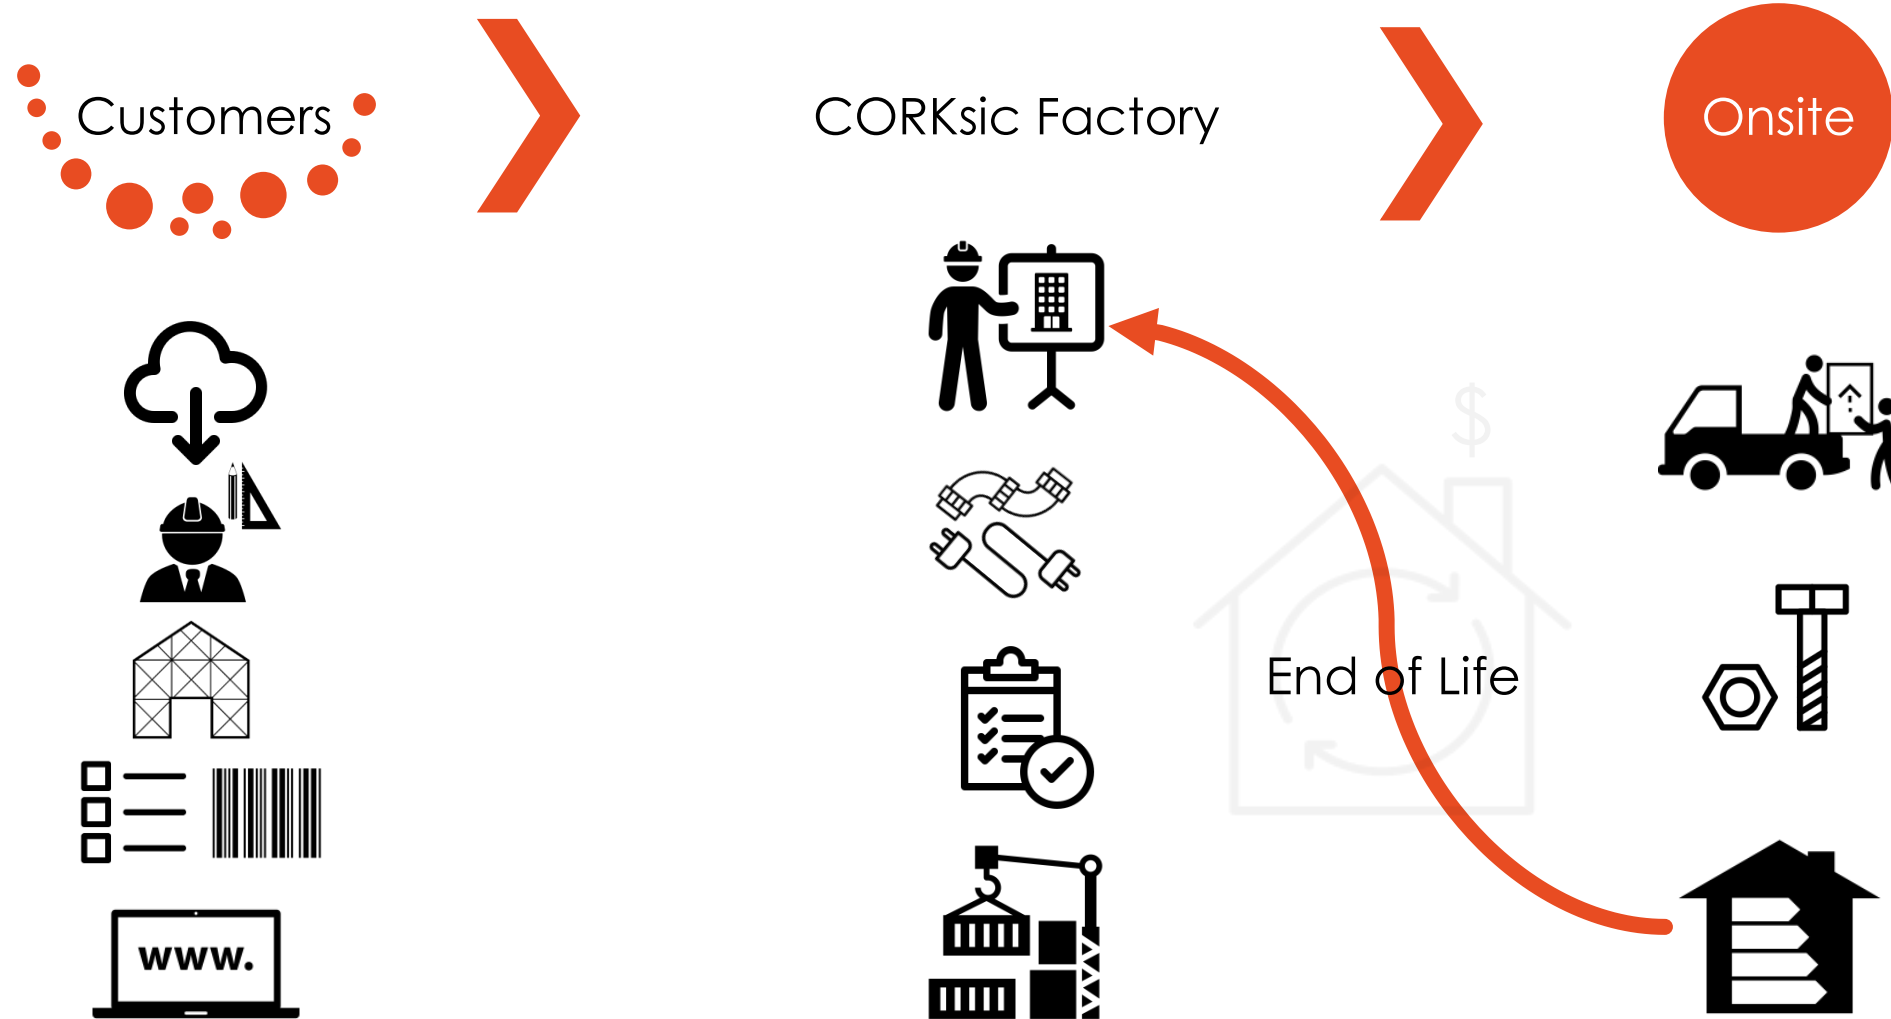 Customers
CORKsic Factory
Onsite
$
End of Life
www.